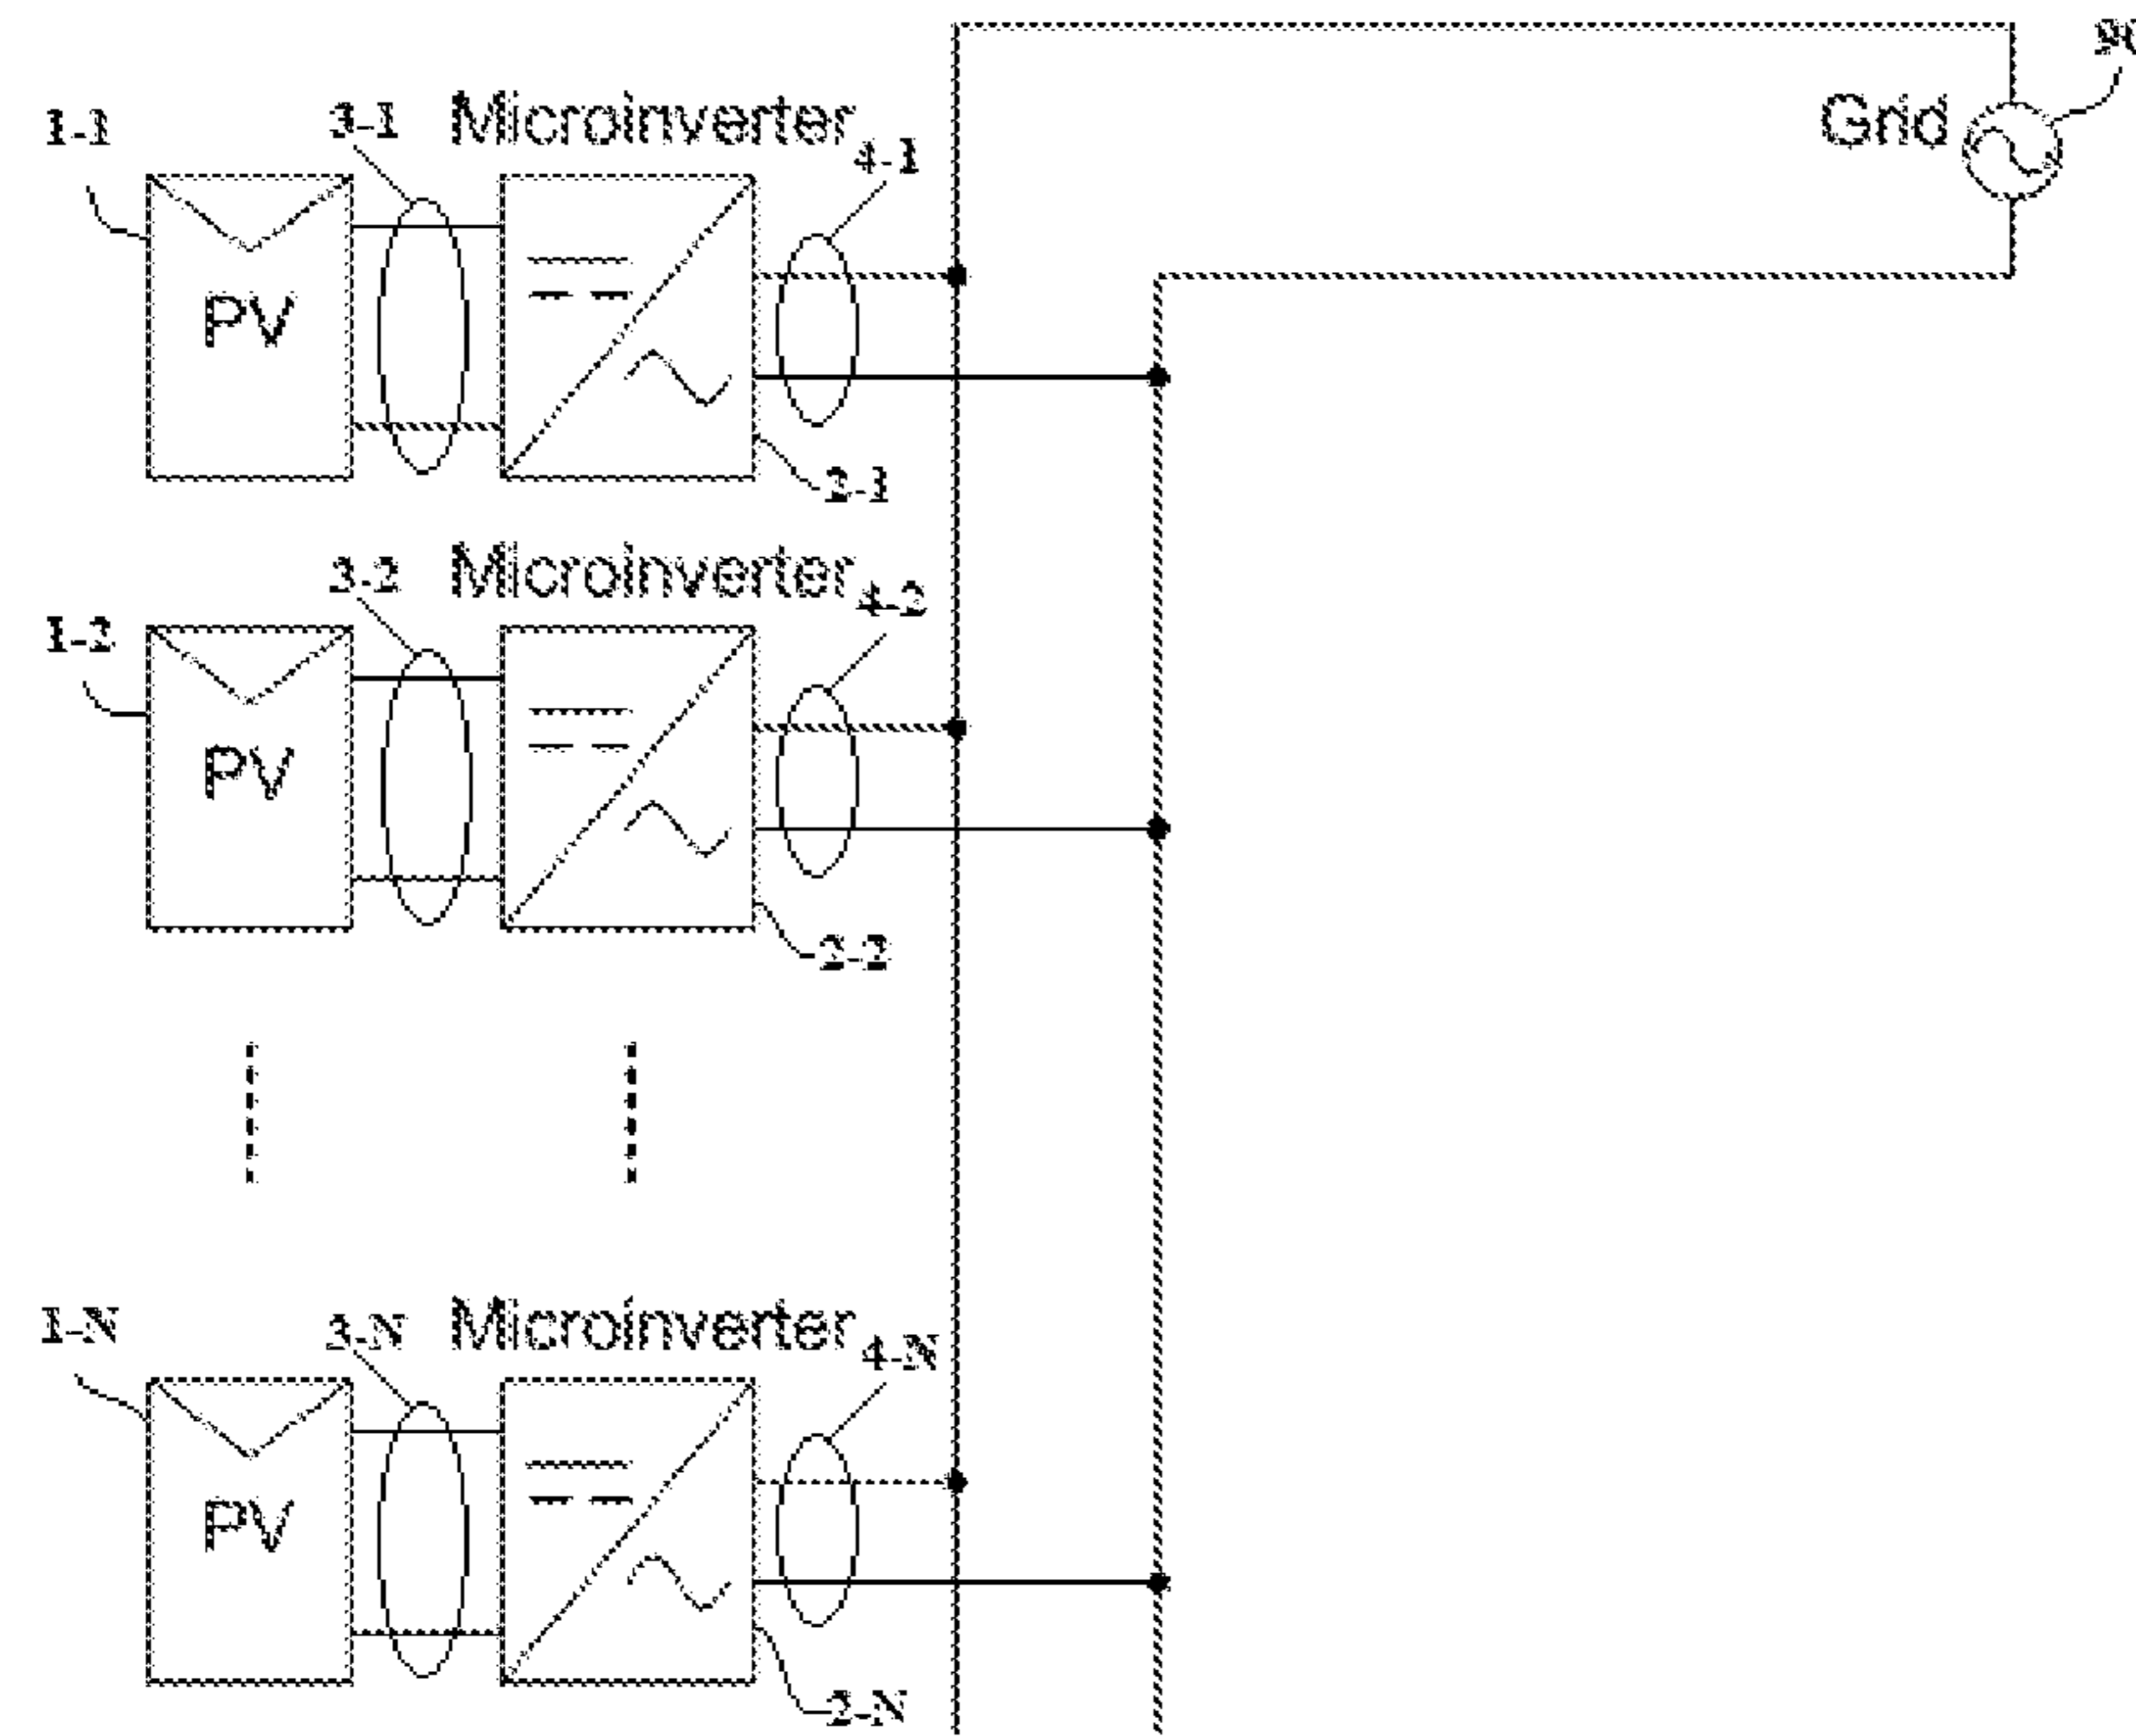 1-1
3-1
Microinverter
4-1
Grid
PV
2-1
3-2
Microinverter
4-2
1-2
PV
2-2
1-N
3-N
Microinverter
4-N
PV
2-N